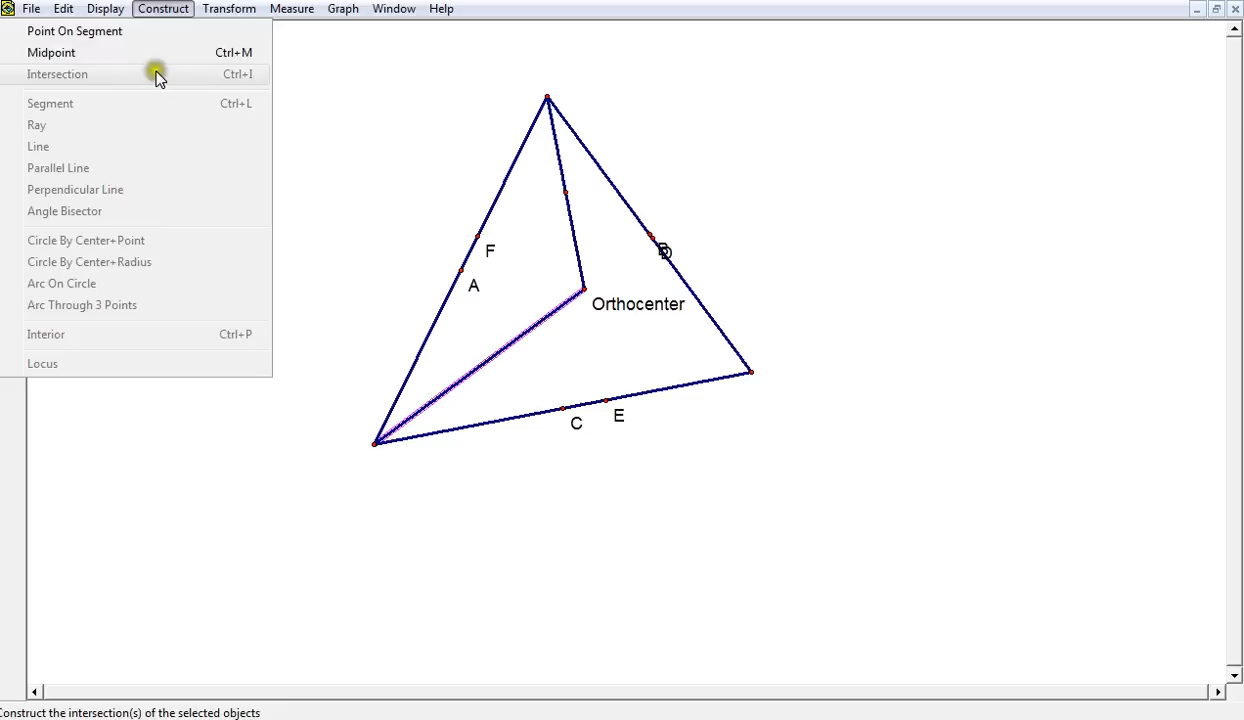 File Edit Display Construct Transform Measure Graph Window Help
Point On Segment
Midpoint Ctrl+M
Intersection Ctrl+I
Segment Ctrl+L
Ray
Line
Parallel Line
Perpendicular Line
Angle Bisector
Circle By Center+Point
Circle By Center+Radius
Arc On Circle
Arc Through 3 Points
Interior Ctrl+P
Locus
F
D
A
Orthocenter
E
C
Construct the intersection(s) of the selected objects